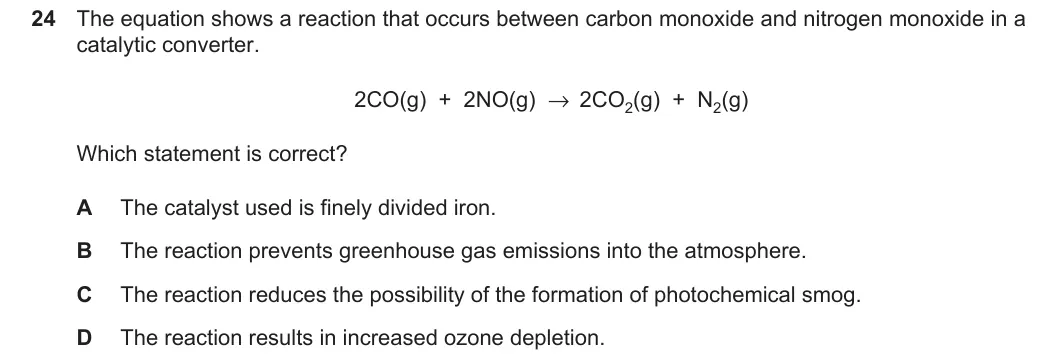 24 The equation shows a reaction that occurs between carbon monoxide and nitrogen monoxide in a
catalytic converter.
2CO(g) + 2NO(g) → 2CO₂(g) + N₂(g)
Which statement is correct?
A The catalyst used is finely divided iron.
B The reaction prevents greenhouse gas emissions into the atmosphere.
C The reaction reduces the possibility of the formation of photochemical smog.
D The reaction results in increased ozone depletion.